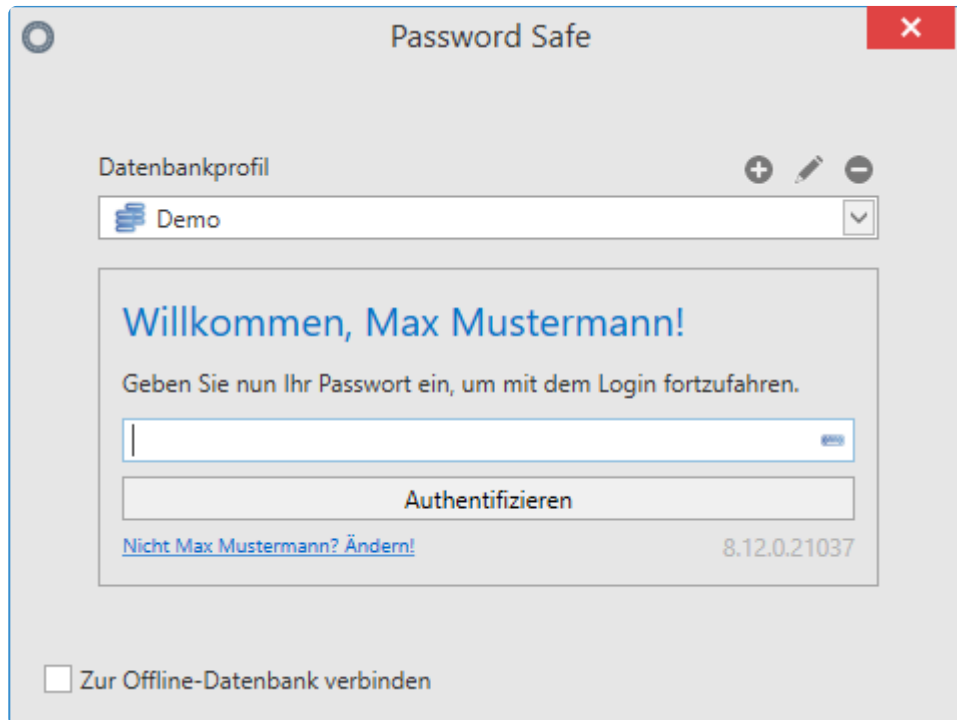 Password Safe
Datenbankprofil
Demo
Willkommen, Max Mustermann!
Geben Sie nun Ihr Passwort ein, um mit dem Login fortzufahren.
Authentifizieren
Nicht Max Mustermann? Ändern!
8.12.0.21037
Zur Offline-Datenbank verbinden